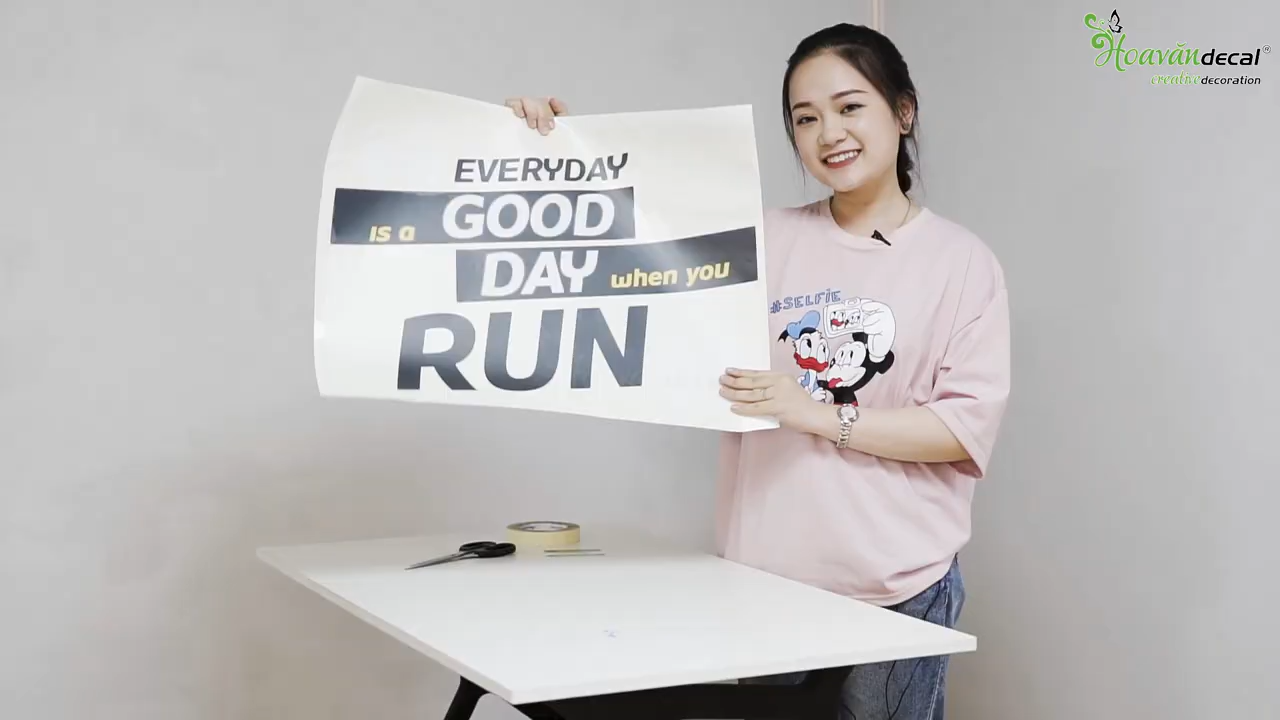 Hoavăndecal®
creative decoration
EVERYDAY
IS a GOOD
DAY when you
RUN
#SELFIE